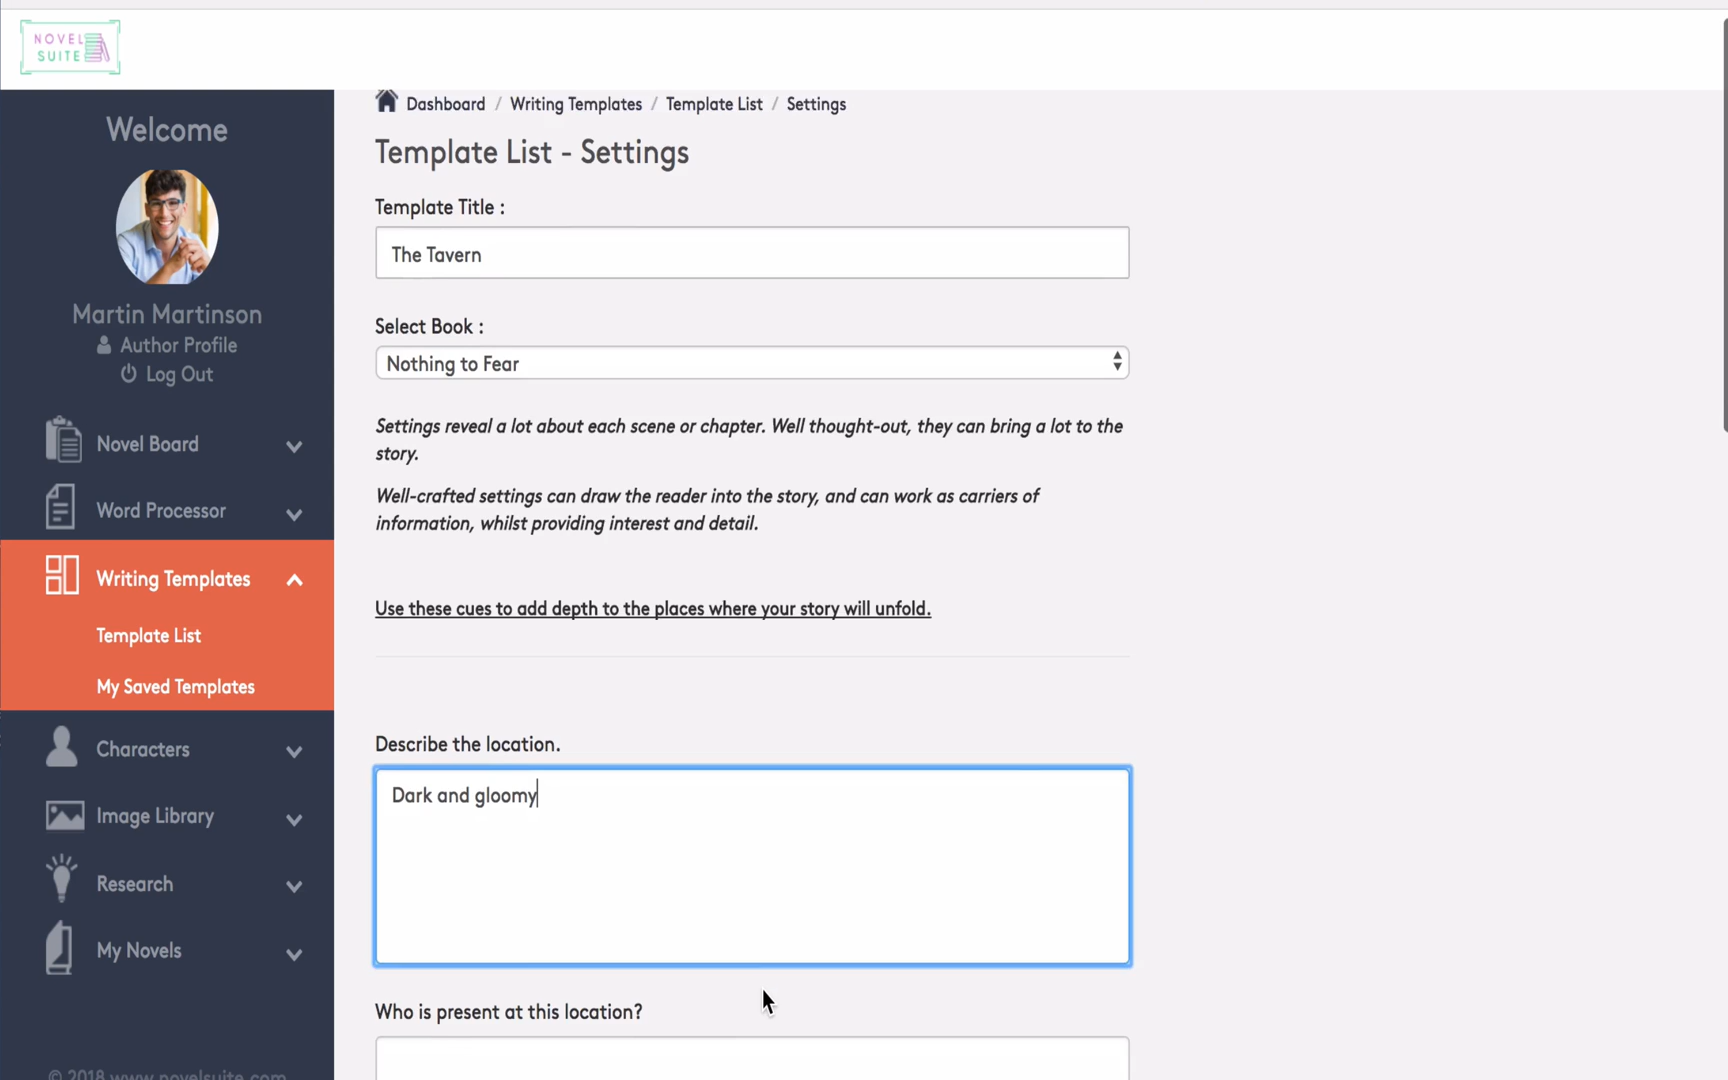 NOVEL
SUITE
Dashboard / Writing Templates / Template List / Settings
Welcome
Martin Martinson
Author Profile
Log Out
Novel Board
Word Processor
Writing Templates
Template List
My Saved Templates
Characters
Image Library
Research
My Novels
© 2018 www.novelsuite.com
Template List - Settings
Template Title :
The Tavern
Select Book :
Nothing to Fear
Settings reveal a lot about each scene or chapter. Well thought-out, they can bring a lot to the
story.
Well-crafted settings can draw the reader into the story, and can work as carriers of
information, whilst providing interest and detail.
Use these cues to add depth to the places where your story will unfold.
Describe the location.
Dark and gloomy
Who is present at this location?